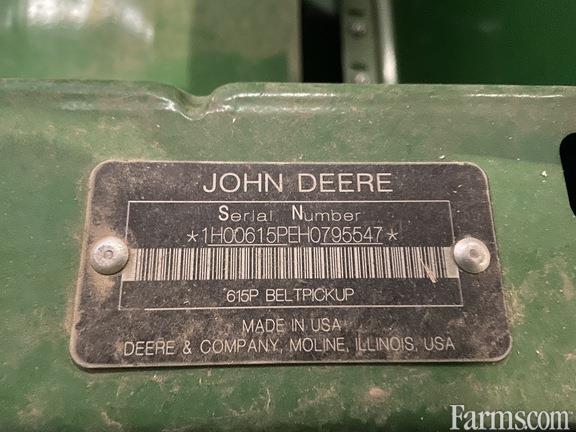 JOHN DEERE
Serial Number
*1H00615PEH0795547*
615P BELTPICKUP
MADE IN USA
DEERE & COMPANY, MOLINE, ILLINOIS, USA
Farms.com